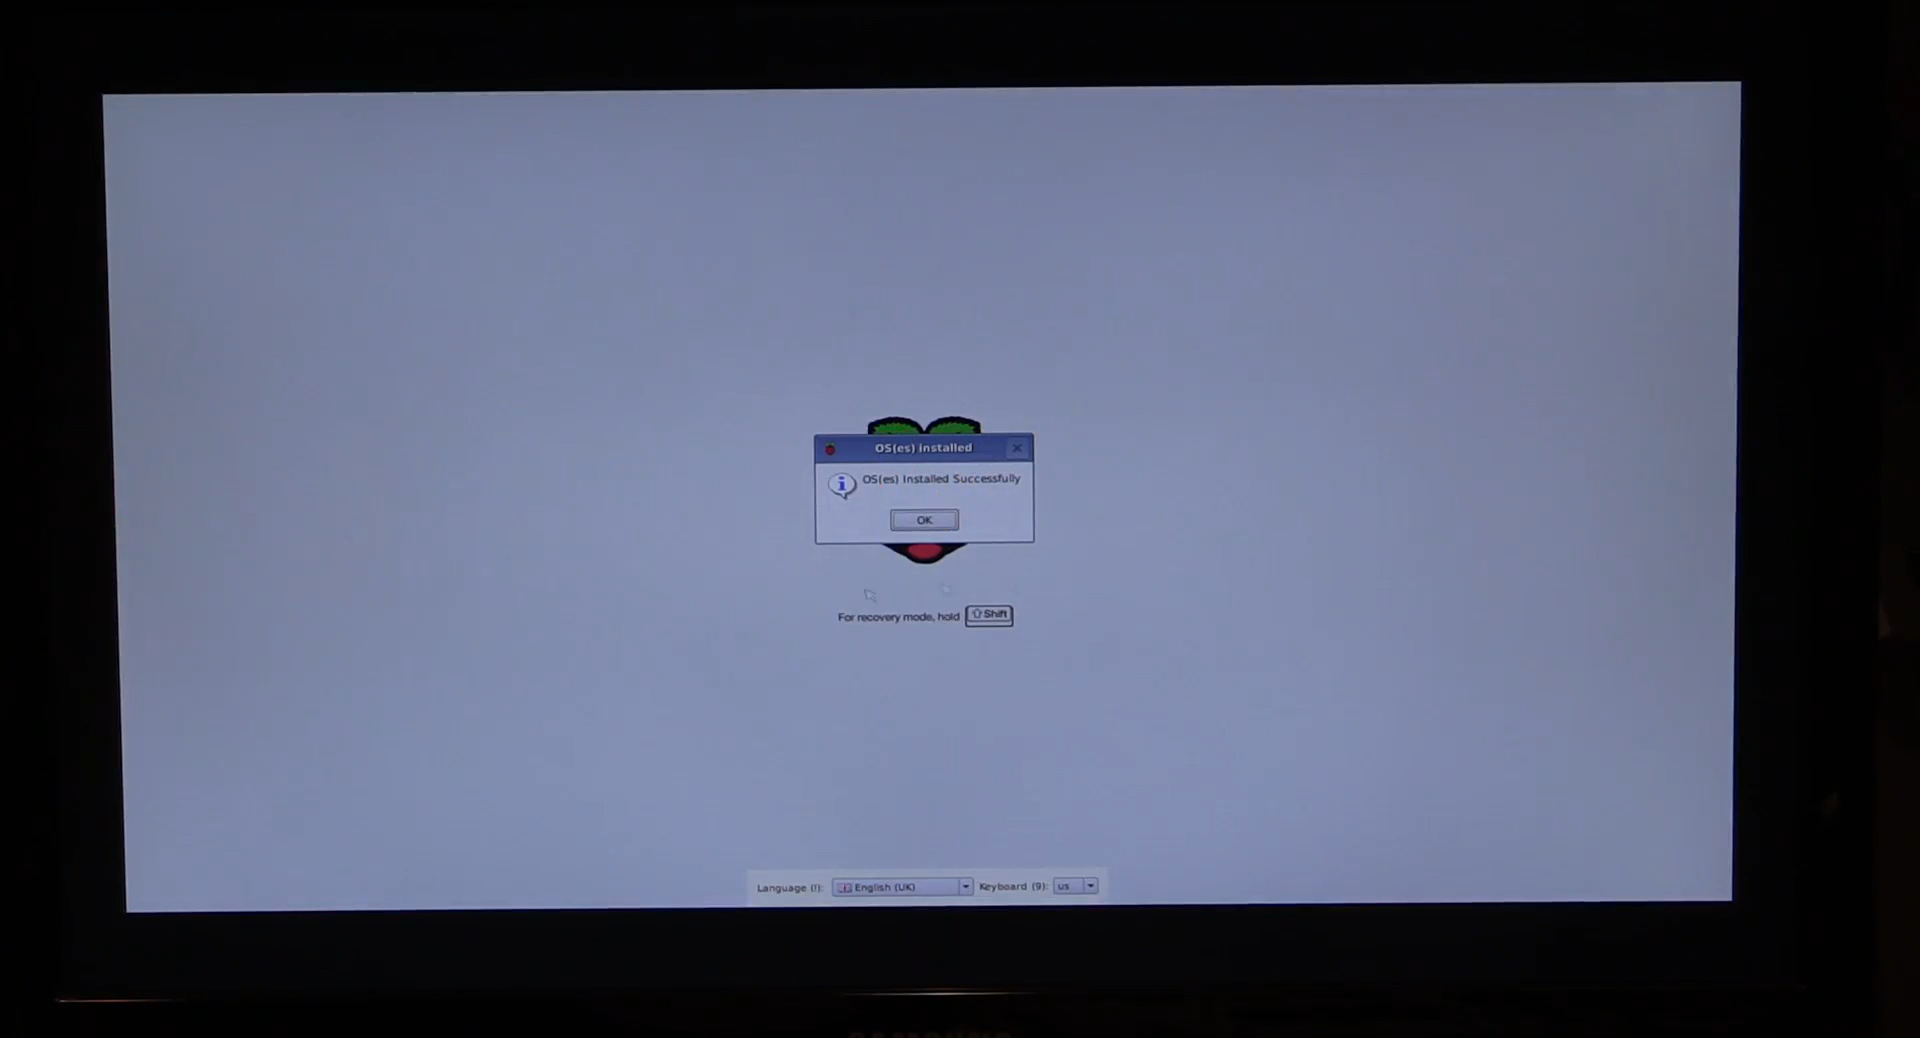 OS(es) installed
OS(es) Installed Successfully
OK
For recovery mode, hold Shift
Language (l): English (UK) Keyboard (9): us
SAMSUNG